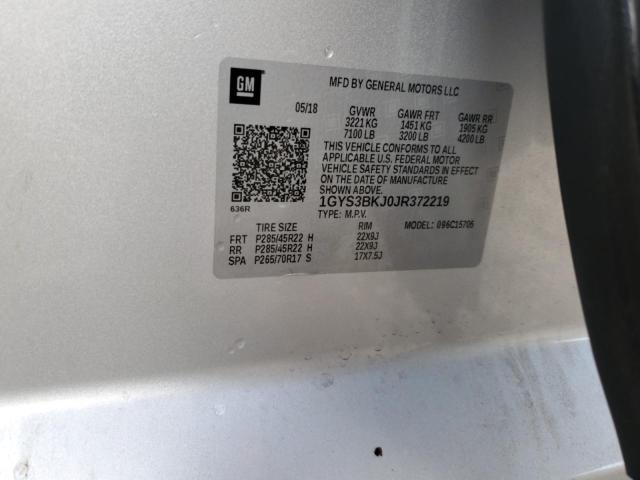 GM
MFD BY GENERAL MOTORS LLC
05/18 GVWR GAWR FRT GAWR RR
3221 KG 1451 KG 1905 KG
7100 LB 3200 LB 4200 LB
THIS VEHICLE CONFORMS TO ALL
APPLICABLE U.S. FEDERAL MOTOR
VEHICLE SAFETY STANDARDS IN EFFECT
ON THE DATE OF MANUFACTURE
SHOWN ABOVE.
636R 1GYS3BKJ0JR372219
TYPE: M.P.V. MODEL: 096C15706
TIRE SIZE RIM
FRT P285/45R22 H 22X9J
RR P285/45R22 H 22X9J
SPA P265/70R17 S 17X7.5J